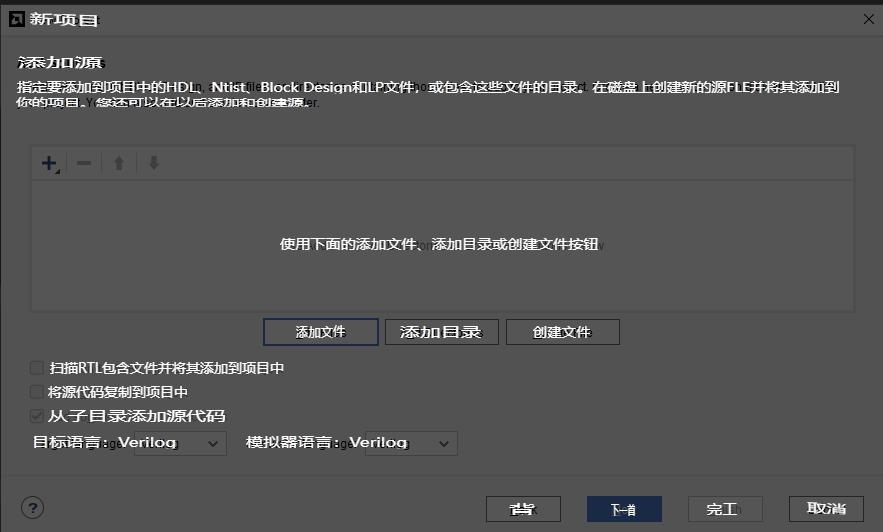 新项目
添加源
指定要添加到项目中的HDL、Ntist、Block Design和LP文件，或包含这些文件的目录。在磁盘上创建新的源FLE并将其添加到
你的项目。您还可以在以后添加和创建源。
使用下面的添加文件、添加目录或创建文件按钮
添加文件 添加目录 创建文件
扫描RTL包含文件并将其添加到项目中
将源代码复制到项目中
从子目录添加源代码
目标语言：Verilog 模拟器语言：Verilog
? 背 下一首 完工 取消